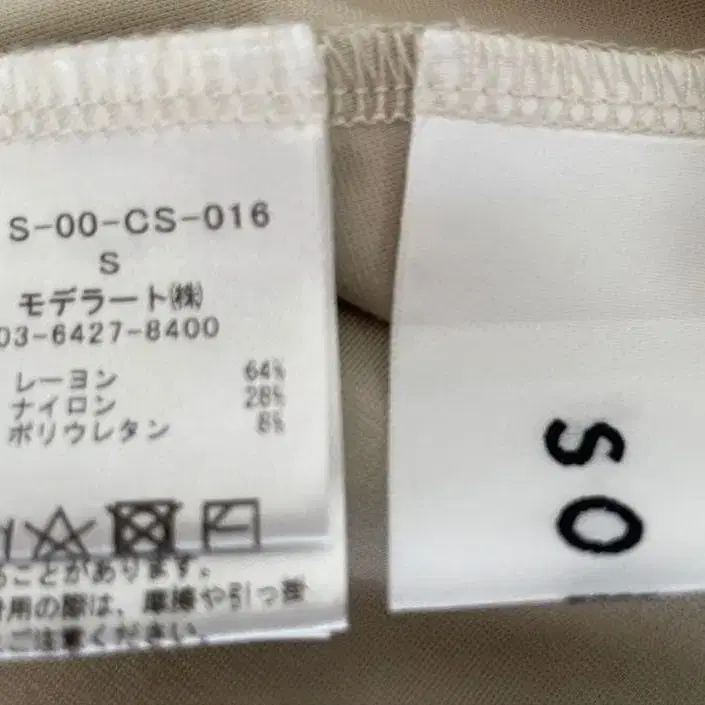 S-00-CS-016
S
モデラート㈱
03-6427-8400
レーヨン 64%
ナイロン 28%
ポリウレタン 8%
ことがあります。
用の際は、摩擦や引っ掛
ご注意ください。
S
O